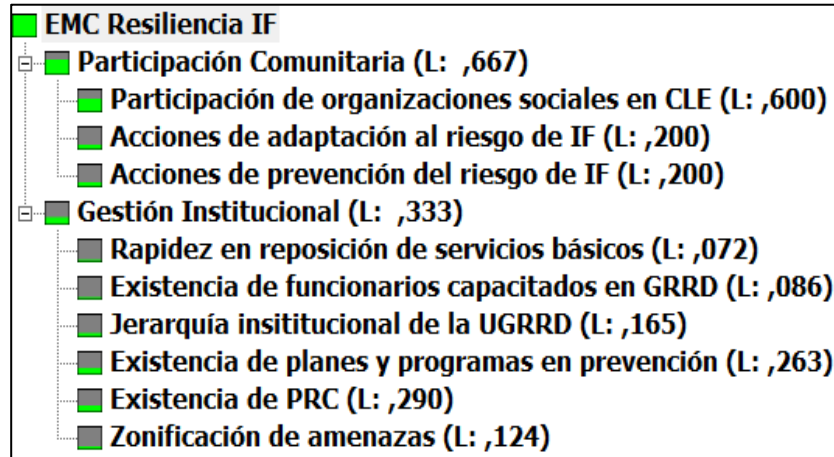 EMC Resiliencia IF
Participación Comunitaria (L: ,667)
Participación de organizaciones sociales en CLE (L: ,600)
Acciones de adaptación al riesgo de IF (L: ,200)
Acciones de prevención del riesgo de IF (L: ,200)
Gestión Institucional (L: ,333)
Rapidez en reposición de servicios básicos (L: ,072)
Existencia de funcionarios capacitados en GRRD (L: ,086)
Jerarquía insititucional de la UGRRD (L: ,165)
Existencia de planes y programas en prevención (L: ,263)
Existencia de PRC (L: ,290)
Zonificación de amenazas (L: ,124)